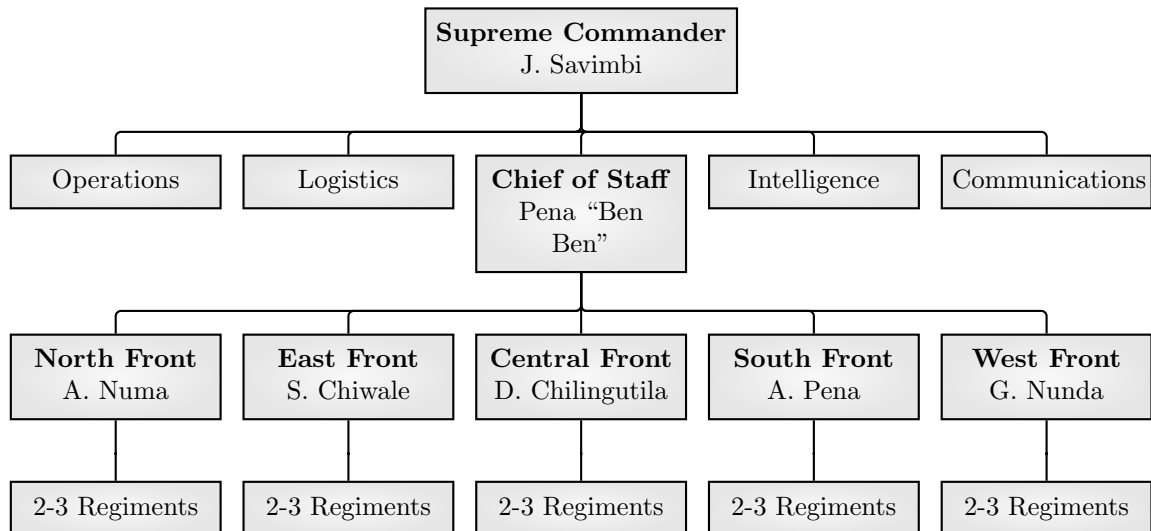 Supreme Commander
J. Savimbi
Operations
Logistics
Chief of Staff
Pena “Ben
Ben”
Intelligence
Communications
North Front
A. Numa
East Front
S. Chiwale
Central Front
D. Chilingutila
South Front
A. Pena
West Front
G. Nunda
2-3 Regiments
2-3 Regiments
2-3 Regiments
2-3 Regiments
2-3 Regiments